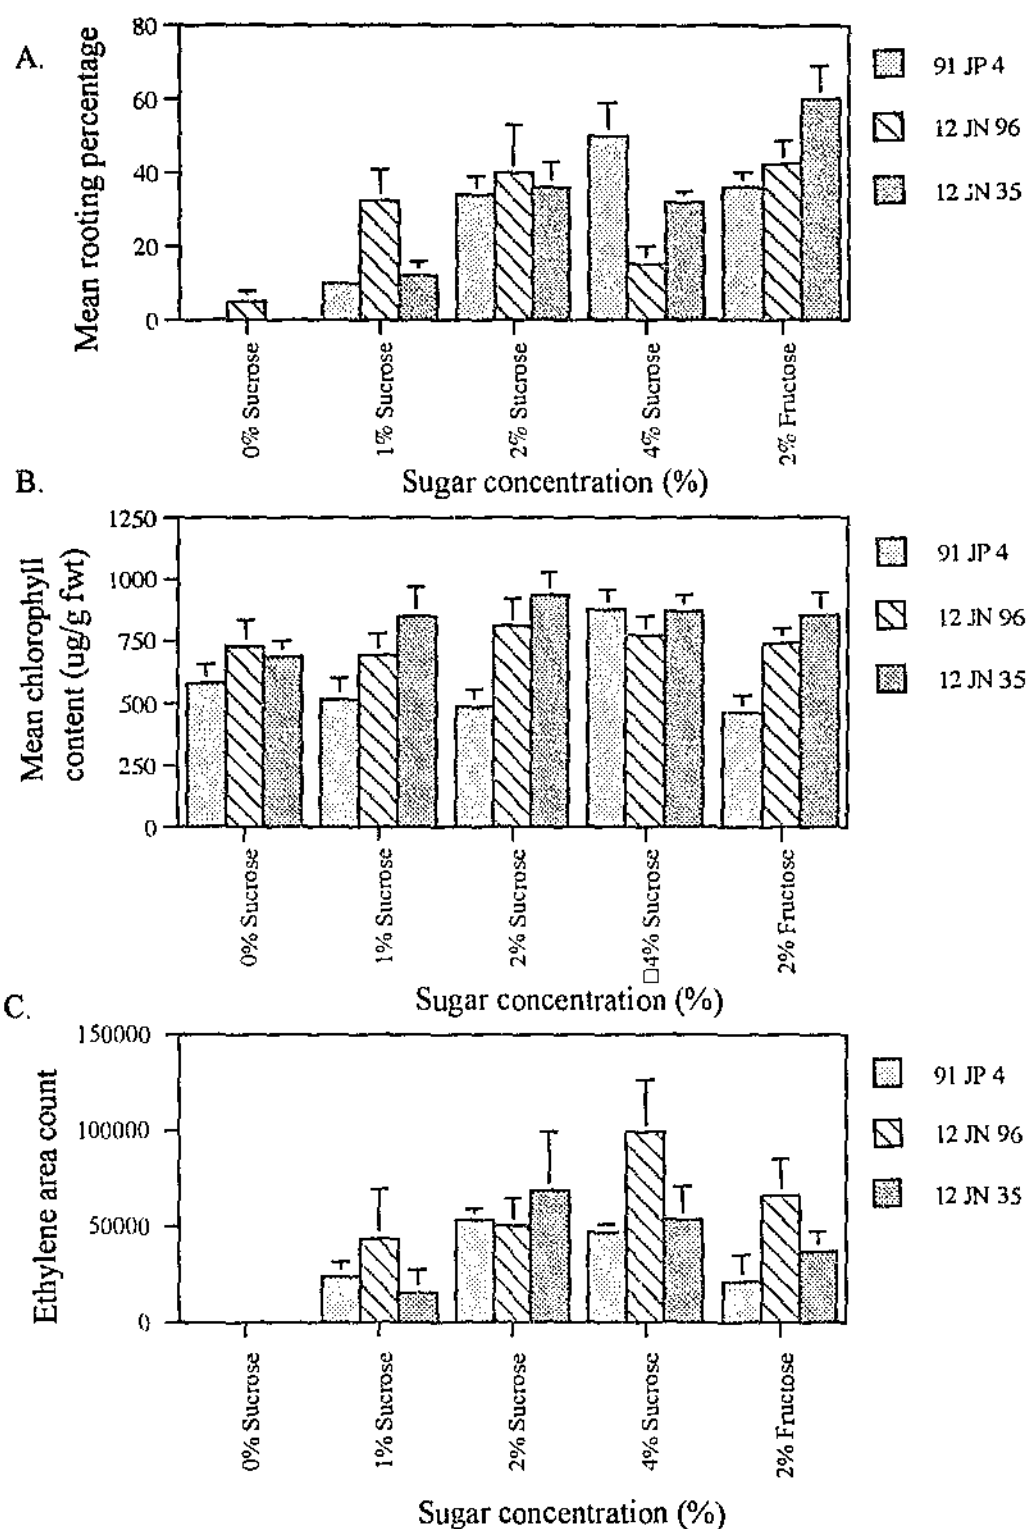 A.
Mean rooting percentage
80
60
40
20
0
91 JP 4
12 JN 96
12 JN 35
0% Sucrose
1% Sucrose
2% Sucrose
4% Sucrose
2% Fructose
Sugar concentration (%)
B.
Mean chlorophyll
content (ug/g fwt)
1250
1000
750
500
250
0
91 JP 4
12 JN 96
12 JN 35
0% Sucrose
1% Sucrose
2% Sucrose
□4% Sucrose
2% Fructose
Sugar concentration (%)
C.
Ethylene area count
150000
100000
50000
0
91 JP 4
12 JN 96
12 JN 35
0% Sucrose
1% Sucrose
2% Sucrose
4% Sucrose
2% Fructose
Sugar concentration (%)